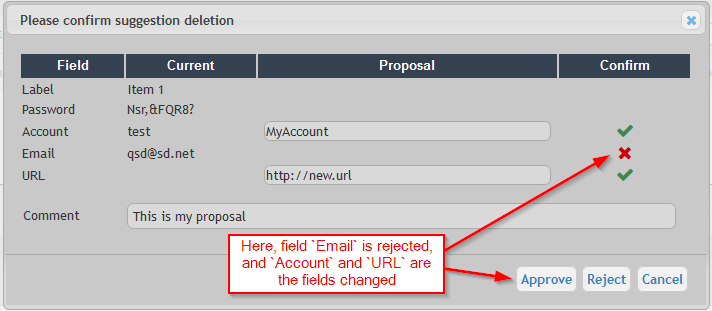 Please confirm suggestion deletion
Field Current Proposal Confirm
Label Item 1
Password Nsr,&FQR8?
Account test MyAccount
Email qsd@sd.net
URL http://new.url
Comment This is my proposal
Here, field `Email` is rejected,
and `Account` and `URL` are
the fields changed
Approve Reject Cancel